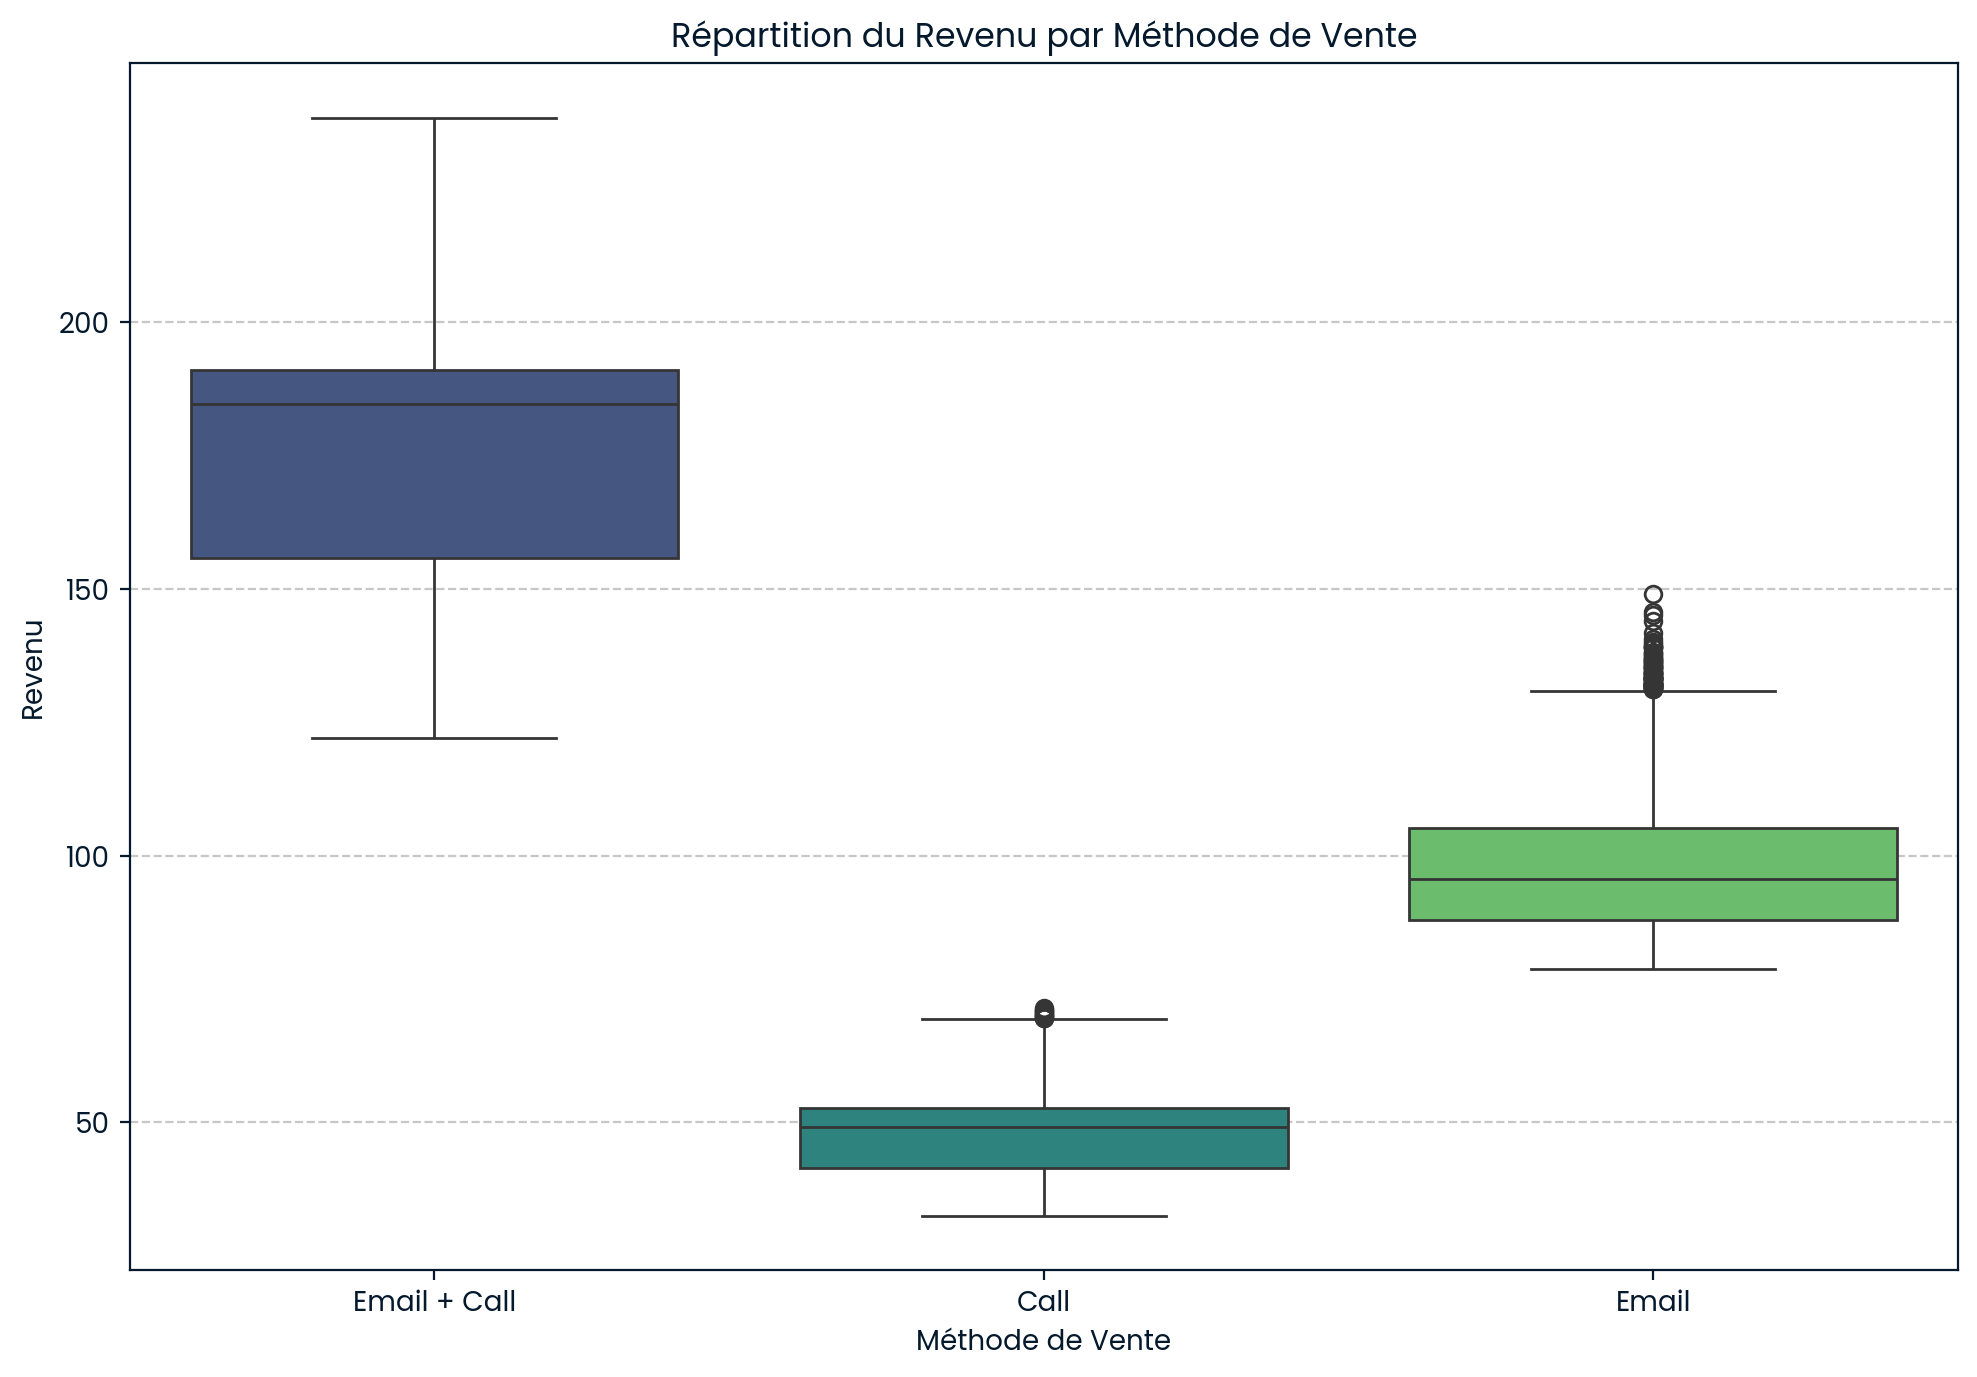 Répartition du Revenu par Méthode de Vente
Revenu
200
150
100
50
Email + Call
Call
Email
Méthode de Vente